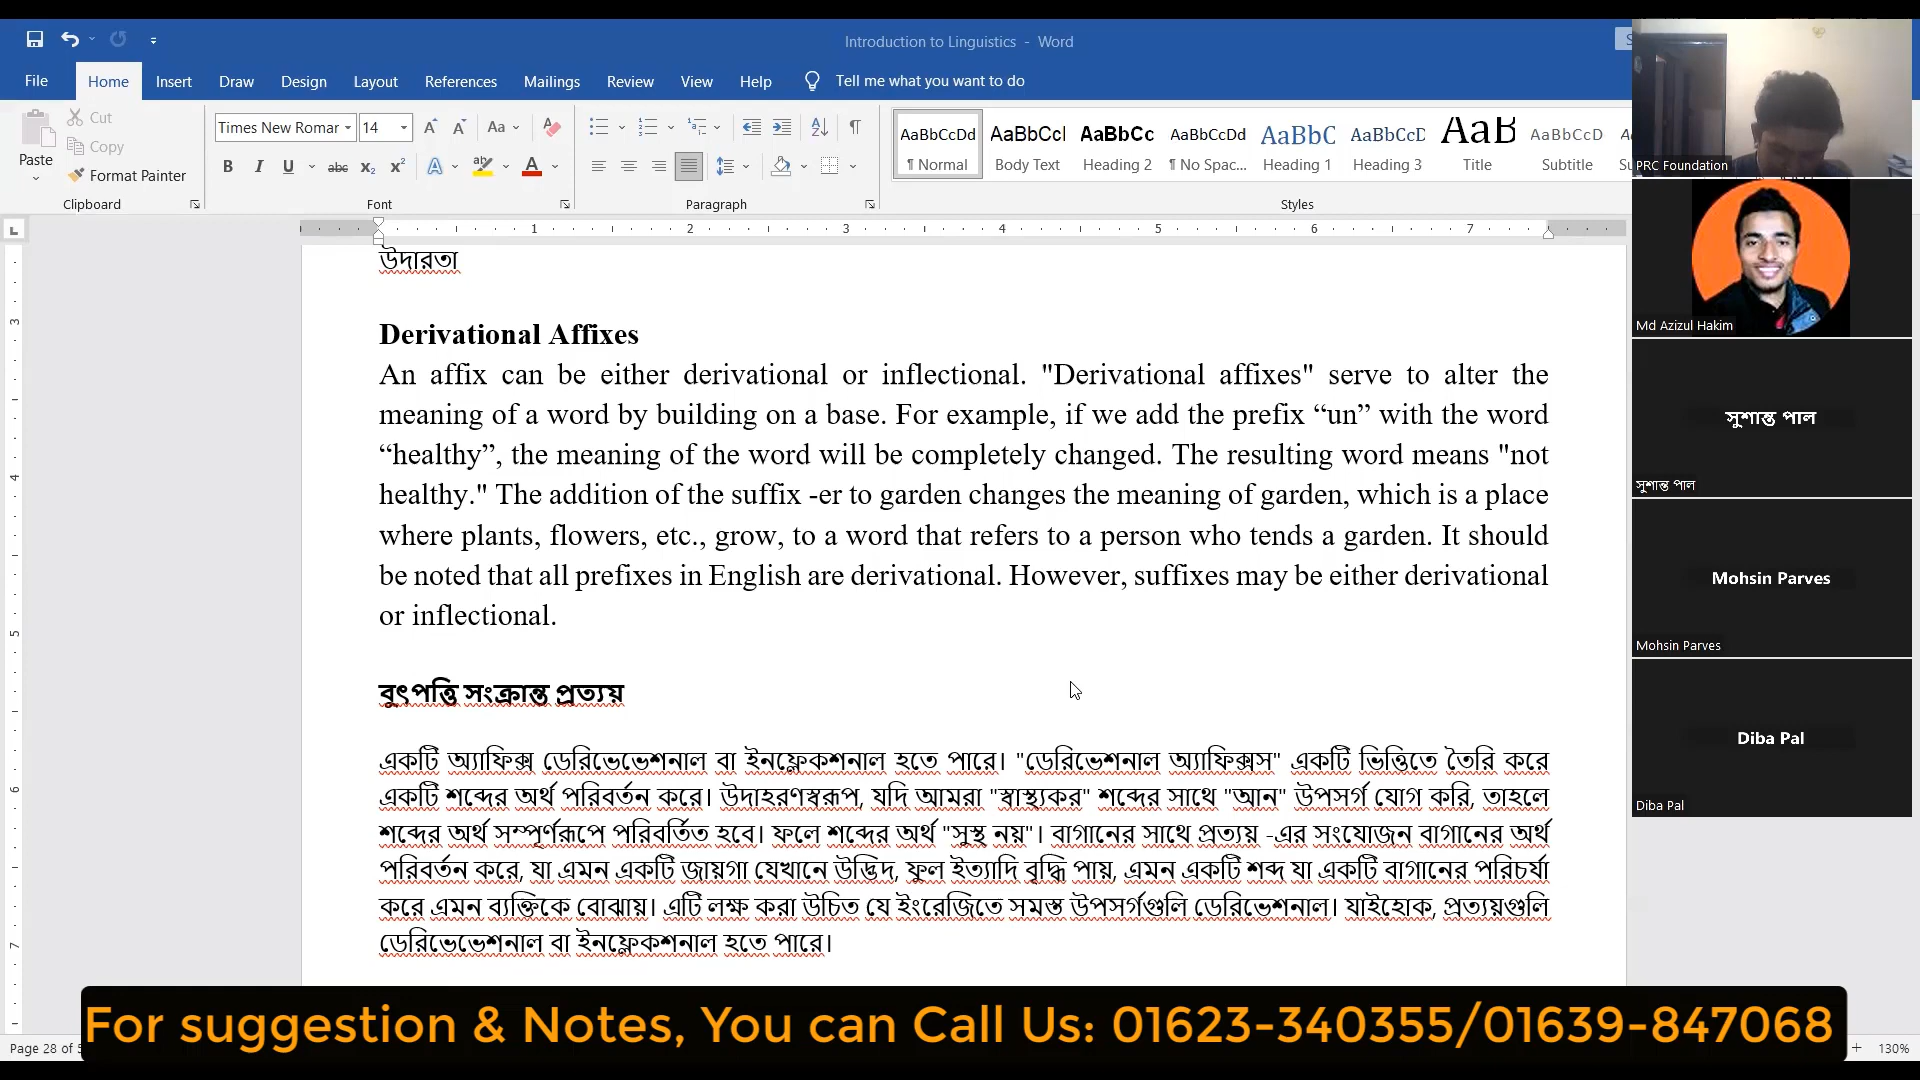 Introduction to Linguistics - Word
File Home Insert Draw Design Layout References Mailings Review View Help Tell me what you want to do
Paste
Cut
Copy
Format Painter
Clipboard
Times New Romar 14
Font
Paragraph
AaBbCcDd AaBbCcI AaBbCc AaBbCcDd AaBbC AaBbCcD AaB AaBbCcD
¶ Normal Body Text Heading 2 ¶ No Spac... Heading 1 Heading 3 Title Subtitle
Styles
1 2 3 4 5 6 7
উদারতা
Derivational Affixes
An affix can be either derivational or inflectional. "Derivational affixes" serve to alter the
meaning of a word by building on a base. For example, if we add the prefix “un” with the word
“healthy”, the meaning of the word will be completely changed. The resulting word means "not
healthy." The addition of the suffix -er to garden changes the meaning of garden, which is a place
where plants, flowers, etc., grow, to a word that refers to a person who tends a garden. It should
be noted that all prefixes in English are derivational. However, suffixes may be either derivational
or inflectional.
বুৎপত্তি সংক্রান্ত প্রত্যয়
একটি অ্যাফিক্স ডেরিভেভেশনাল বা ইনফ্লেকশনাল হতে পারে। "ডেরিভেশনাল অ্যাফিক্সস" একটি ভিত্তিতে তৈরি করে
একটি শব্দের অর্থ পরিবর্তন করে। উদাহরণস্বরূপ, যদি আমরা "স্বাস্থ্যকর" শব্দের সাথে "আন" উপসর্গ যোগ করি, তাহলে
শব্দের অর্থ সম্পূর্ণরূপে পরিবর্তিত হবে। ফলে শব্দের অর্থ "সুস্থ নয়"। বাগানের সাথে প্রত্যয় -এর সংযোজন বাগানের অর্থ
পরিবর্তন করে, যা এমন একটি জায়গা যেখানে উদ্ভিদ, ফুল ইত্যাদি বৃদ্ধি পায়, এমন একটি শব্দ যা একটি বাগানের পরিচর্যা
করে এমন ব্যক্তিকে বোঝায়। এটি লক্ষ করা উচিত যে ইংরেজিতে সমস্ত উপসর্গগুলি ডেরিভেশনাল। যাইহোক, প্রত্যয়গুলি
ডেরিভেভেশনাল বা ইনফ্লেকশনাল হতে পারে।
PRC Foundation
Md Azizul Hakim
সুশান্ত পাল
সুশান্ত পাল
Mohsin Parves
Mohsin Parves
Diba Pal
Diba Pal
For suggestion & Notes, You can Call Us: 01623-340355/01639-847068
Page 28 of
130%